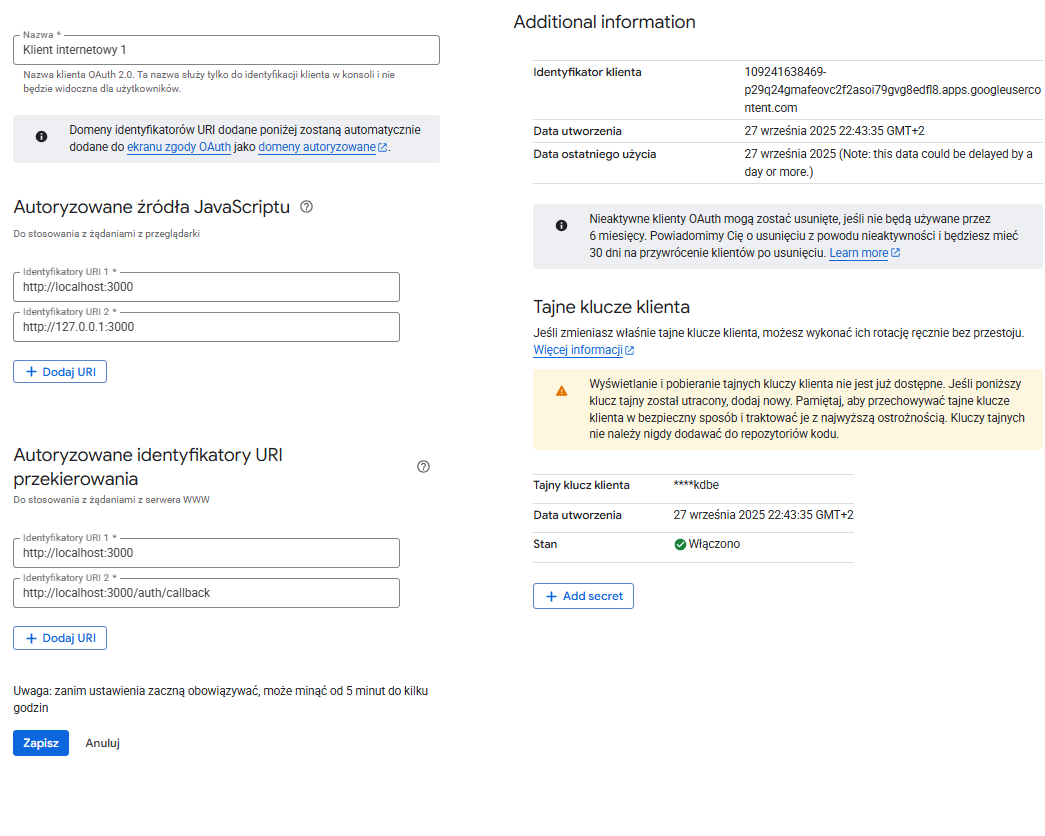 Nazwa *
Klient internetowy 1
Nazwa klienta OAuth 2.0. Ta nazwa służy tylko do identyfikacji klienta w konsoli i nie
będzie widoczna dla użytkowników.
Domeny identyfikatorów URI dodane poniżej zostaną automatycznie
dodane do ekranu zgody OAuth jako domeny autoryzowane.
Autoryzowane źródła JavaScriptu
Do stosowania z żądaniami z przeglądarki
Identyfikatory URI 1 *
http://localhost:3000
Identyfikatory URI 2 *
http://127.0.0.1:3000
+ Dodaj URI
Autoryzowane identyfikatory URI
przekierowania
Do stosowania z żądaniami z serwera WWW
Identyfikatory URI 1 *
http://localhost:3000
Identyfikatory URI 2 *
http://localhost:3000/auth/callback
+ Dodaj URI
Uwaga: zanim ustawienia zaczną obowiązywać, może minąć od 5 minut do kilku
godzin
Zapisz Anuluj
Additional information
Identyfikator klienta
109241638469-
p29q24gmafeovc2f2asoi79gvg8edfl8.apps.googleuserco
ntent.com
Data utworzenia 27 września 2025 22:43:35 GMT+2
Data ostatniego użycia 27 września 2025 (Note: this data could be delayed by a
day or more.)
Nieaktywne klienty OAuth mogą zostać usunięte, jeśli nie będą używane przez
6 miesięcy. Powiadomimy Cię o usunięciu z powodu nieaktywności i będziesz mieć
30 dni na przywrócenie klientów po usunięciu. Learn more
Tajne klucze klienta
Jeśli zmieniasz właśnie tajne klucze klienta, możesz wykonać ich rotację ręcznie bez przestoju.
Więcej informacji
Wyświetlanie i pobieranie tajnych kluczy klienta nie jest już dostępne. Jeśli poniższy
klucz tajny został utracony, dodaj nowy. Pamiętaj, aby przechowywać tajne klucze
klienta w bezpieczny sposób i traktować je z najwyższą ostrożnością. Kluczy tajnych
nie należy nigdy dodawać do repozytoriów kodu.
Tajny klucz klienta ****kdbe
Data utworzenia 27 września 2025 22:43:35 GMT+2
Stan Włączono
+ Add secret